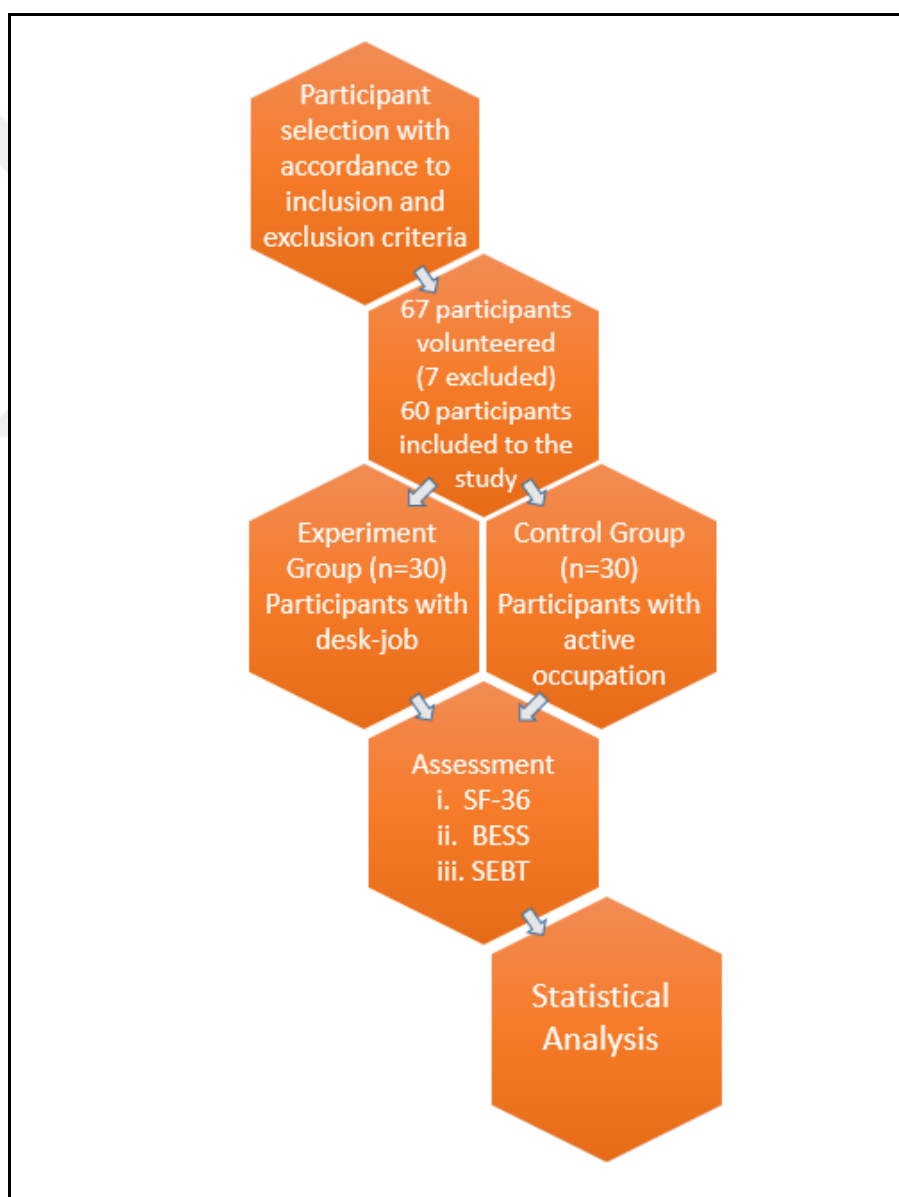 Participant
selection with
accordance to
inclusion and
exclusion criteria
67 participants
volunteered
(7 excluded)
60 participants
included to the
study
Experiment
Group (n=30)
Participants with
desk-job
Control Group
(n=30)
Participants with
active
occupation
Assessment
i. SF-36
ii. BESS
iii. SEBT
Statistical
Analysis